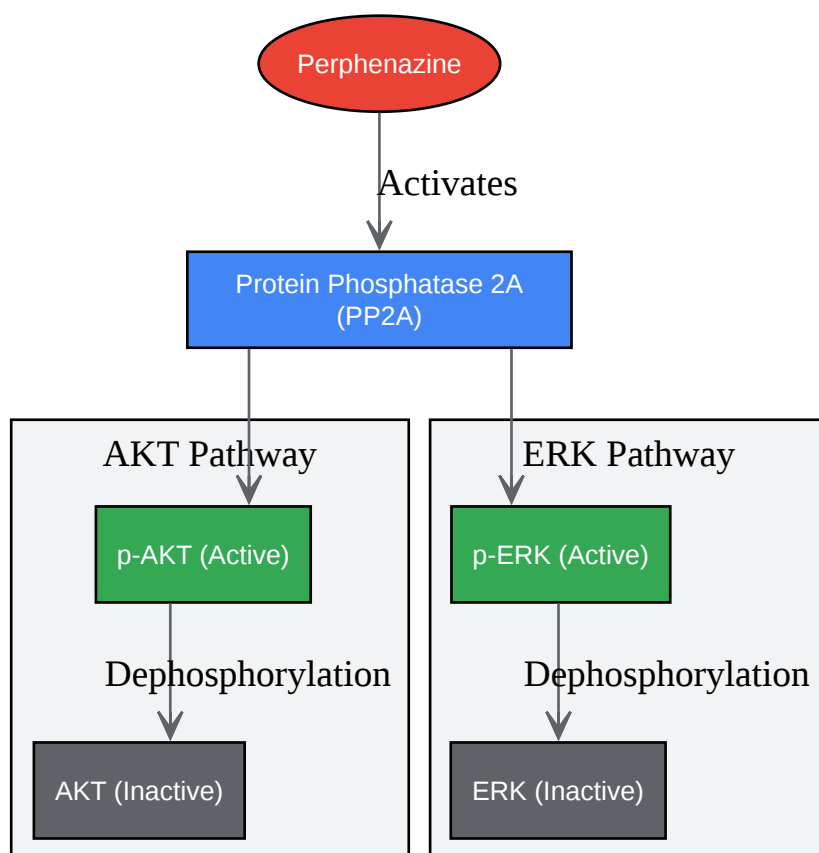 Perphenazine
Activates
Protein Phosphatase 2A
(PP2A)
AKT Pathway
p-AKT (Active)
Dephosphorylation
AKT (Inactive)
ERK Pathway
p-ERK (Active)
Dephosphorylation
ERK (Inactive)